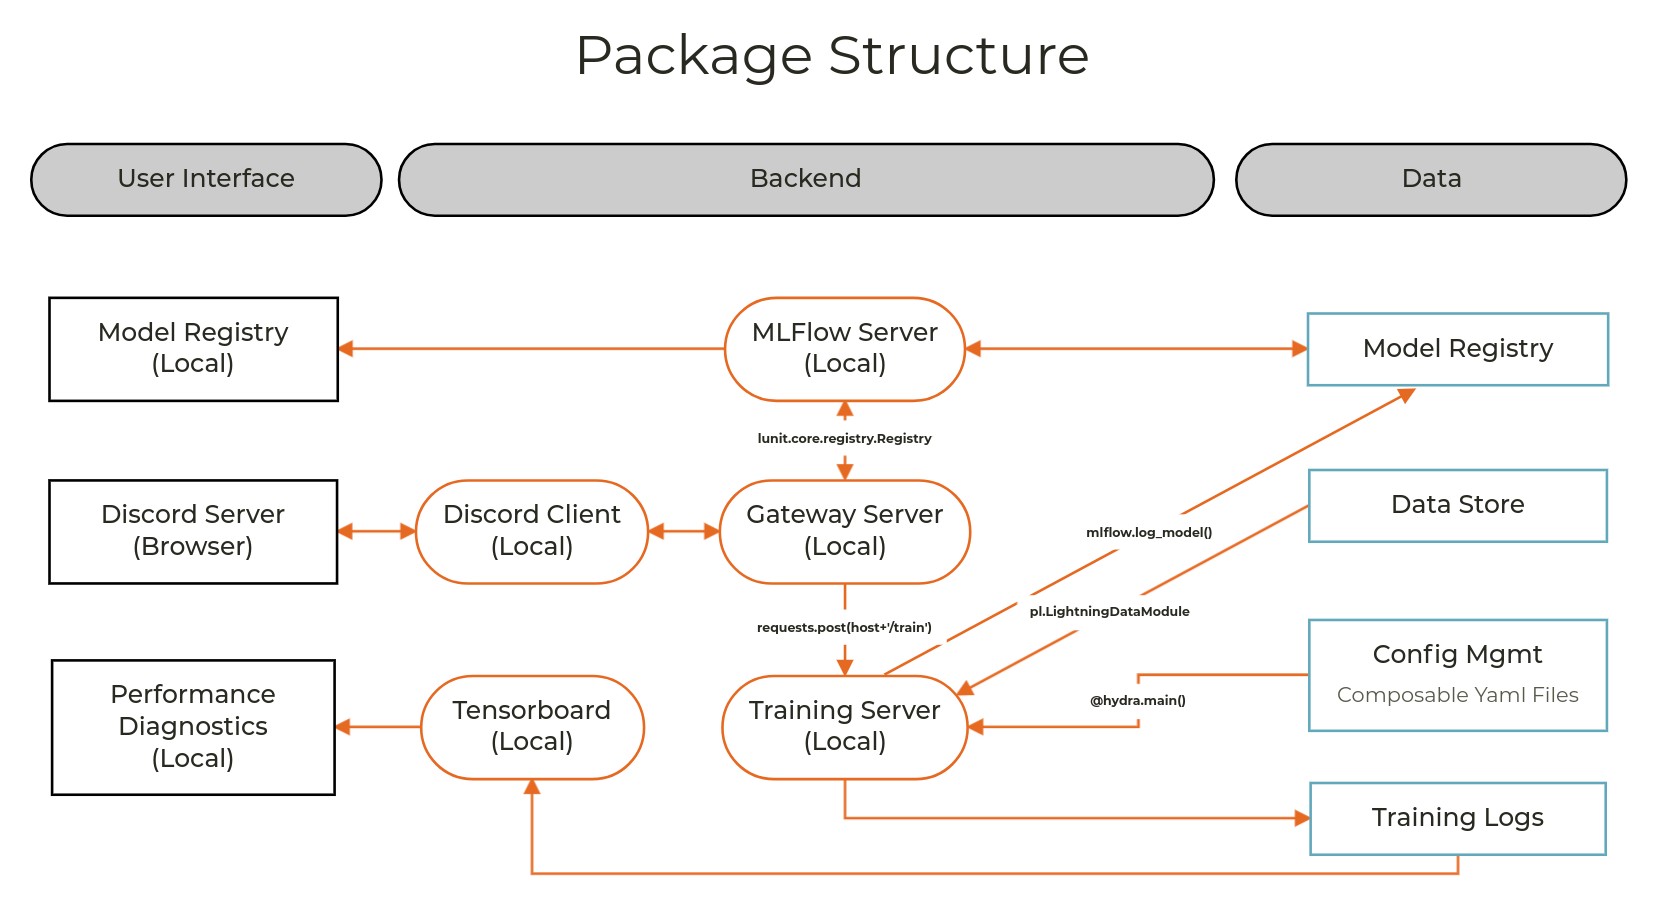 Package Structure
User Interface
Backend
Data
Model Registry
(Local)
MLFlow Server
(Local)
Model Registry
lunit.core.registry.Registry
Discord Server
(Browser)
Discord Client
(Local)
Gateway Server
(Local)
Data Store
mlflow.log_model()
pl.LightningDataModule
requests.post(host+'/train')
Performance
Diagnostics
(Local)
Tensorboard
(Local)
Training Server
(Local)
@hydra.main()
Config Mgmt
Composable Yaml Files
Training Logs